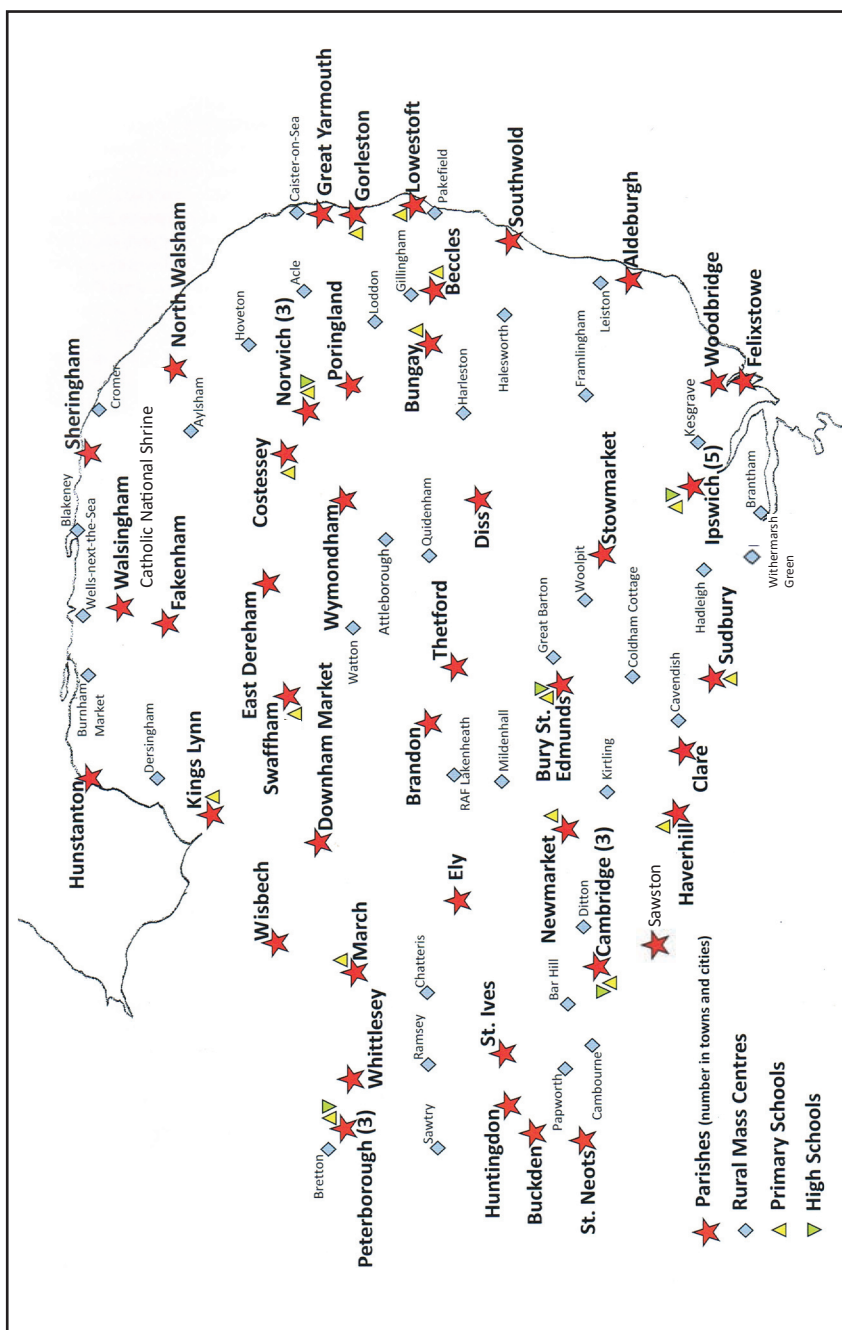 Hunstanton
Burnham
Market
Wells-next-the-Sea
Blakeney
Sheringham
Cromer
Walsingham
Catholic National Shrine
Dersingham
Fakenham
North Walsham
Aylsham
Kings Lynn
Hoveton
Caister-on-Sea
Wisbech
Swaffham
East Dereham
Costessey
Norwich (3)
Acle
Great Yarmouth
Downham Market
Bretton
Peterborough (3)
Whittlesey
March
Watton
Wymondham
Poringland
Gorleston
Loddon
Attleborough
Gillingham
Lowestoft
Pakefield
Sawtry
Ramsey
Chatteris
Brandon
Thetford
Quidenham
Bungay
Beccles
Ely
RAF Lakenheath
Diss
Harleston
Huntingdon
St. Ives
Mildenhall
Halesworth
Southwold
Buckden
Papworth
Bar Hill
Newmarket
Bury St.
Edmunds
Great Barton
St. Neots
Cambourne
Ditton
Cambridge (3)
Kirtling
Woolpit
Stowmarket
Framlingham
Leiston
Aldeburgh
Coldham Cottage
Sawston
Haverhill
Clare
Cavendish
Sudbury
Hadleigh
Ipswich (5)
Kesgrave
Woodbridge
Felixstowe
Brantham
Withermarsh
Green
Parishes (number in towns and cities)
Rural Mass Centres
Primary Schools
High Schools